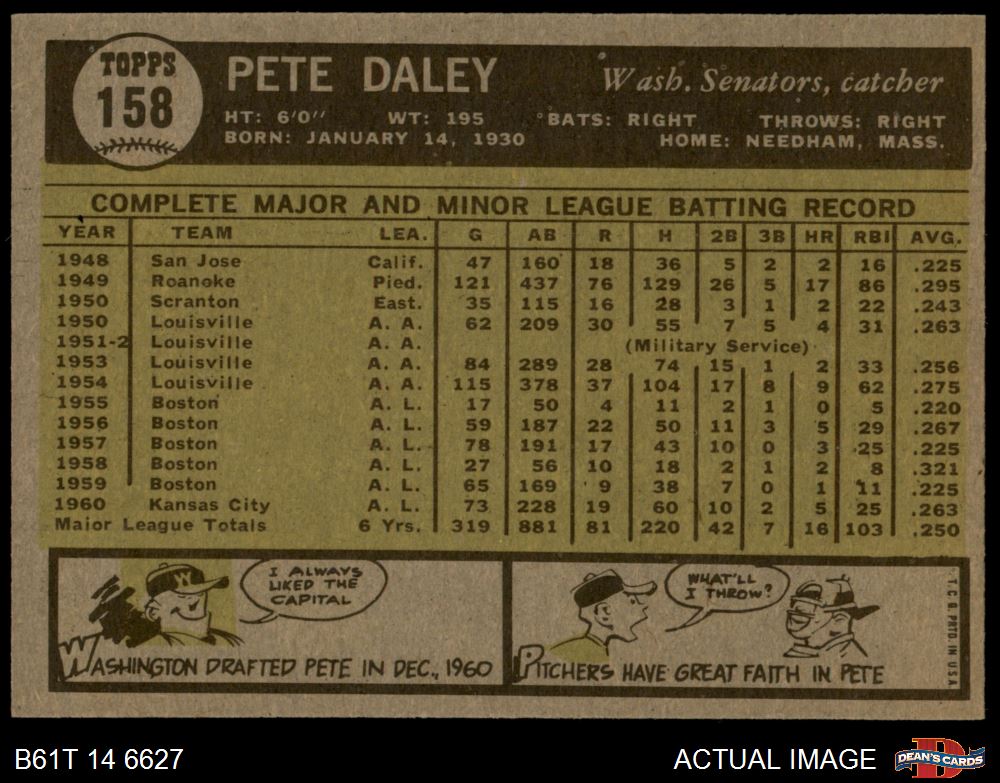 TOPPS
158
PETE DALEY
Wash. Senators, catcher
HT: 6'0" WT: 195 BATS: RIGHT THROWS: RIGHT
BORN: JANUARY 14, 1930 HOME: NEEDHAM, MASS.
COMPLETE MAJOR AND MINOR LEAGUE BATTING RECORD
YEAR TEAM LEA. G AB R H 2B 3B HR RBI AVG.
1948 San Jose Calif. 47 160 18 36 5 2 2 16 .225
1949 Roanoke Pied. 121 437 76 129 26 5 17 86 .295
1950 Scranton East. 35 115 16 28 3 1 2 22 .243
1950 Louisville A. A. 62 209 30 55 7 5 4 31 .263
1951-2 Louisville A. A. (Military Service)
1953 Louisville A. A. 84 289 28 74 15 1 2 33 .256
1954 Louisville A. A. 115 378 37 104 17 8 9 62 .275
1955 Boston A. L. 17 50 4 11 2 1 0 5 .220
1956 Boston A. L. 59 187 22 50 11 3 5 29 .267
1957 Boston A. L. 78 191 17 43 10 0 3 25 .225
1958 Boston A. L. 27 56 10 18 2 1 2 8 .321
1959 Boston A. L. 65 169 9 38 7 0 1 11 .225
1960 Kansas City A. L. 73 228 19 60 10 2 5 25 .263
Major League Totals 6 Yrs. 319 881 81 220 42 7 16 103 .250
W
I ALWAYS
LIKED THE
CAPITAL
WASHINGTON DRAFTED PETE IN DEC., 1960
WHAT'LL
I THROW?
PITCHERS HAVE GREAT FAITH IN PETE
T. C. G. PRTD. IN U.S.A.
B61T 14 6627
ACTUAL IMAGE
DEAN'S CARDS